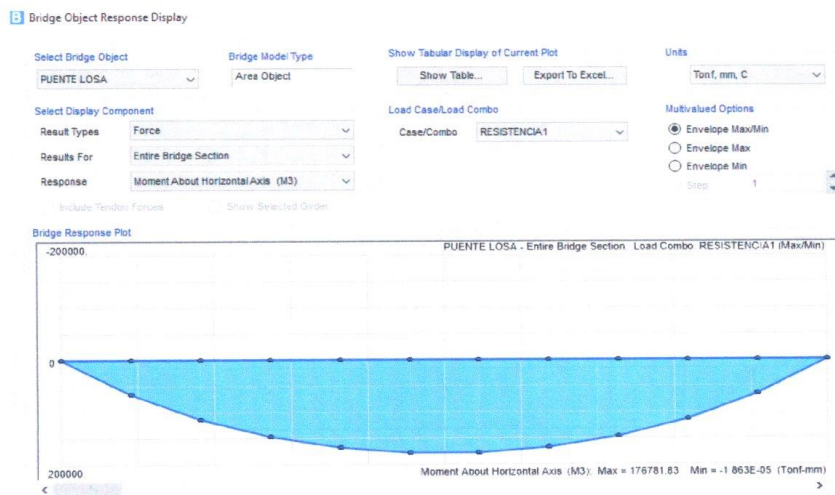 Bridge Object Response Display
Select Bridge Object
PUENTE LOSA
Bridge Model Type
Area Object
Show Tabular Display of Current Plot
Show Table...
Export To Excel...
Units
Tonf, mm, C
Select Display Component
Result Types
Force
Results For
Entire Bridge Section
Response
Moment About Horizontal Axis (M3)
Load Case/Load Combo
Case/Combo
RESISTENCIA1
Multivalued Options
Envelope Max/Min
Envelope Max
Envelope Min
Step 1
Include Tendon Forces
Show Selected Girder
Bridge Response Plot
-200000.
PUENTE LOSA - Entire Bridge Section Load Combo RESISTENCIA1 (Max/Min)
0
200000
Moment About Horizontal Axis (M3): Max = 176781.83 Min = -1 863E-05 (Tonf-mm)